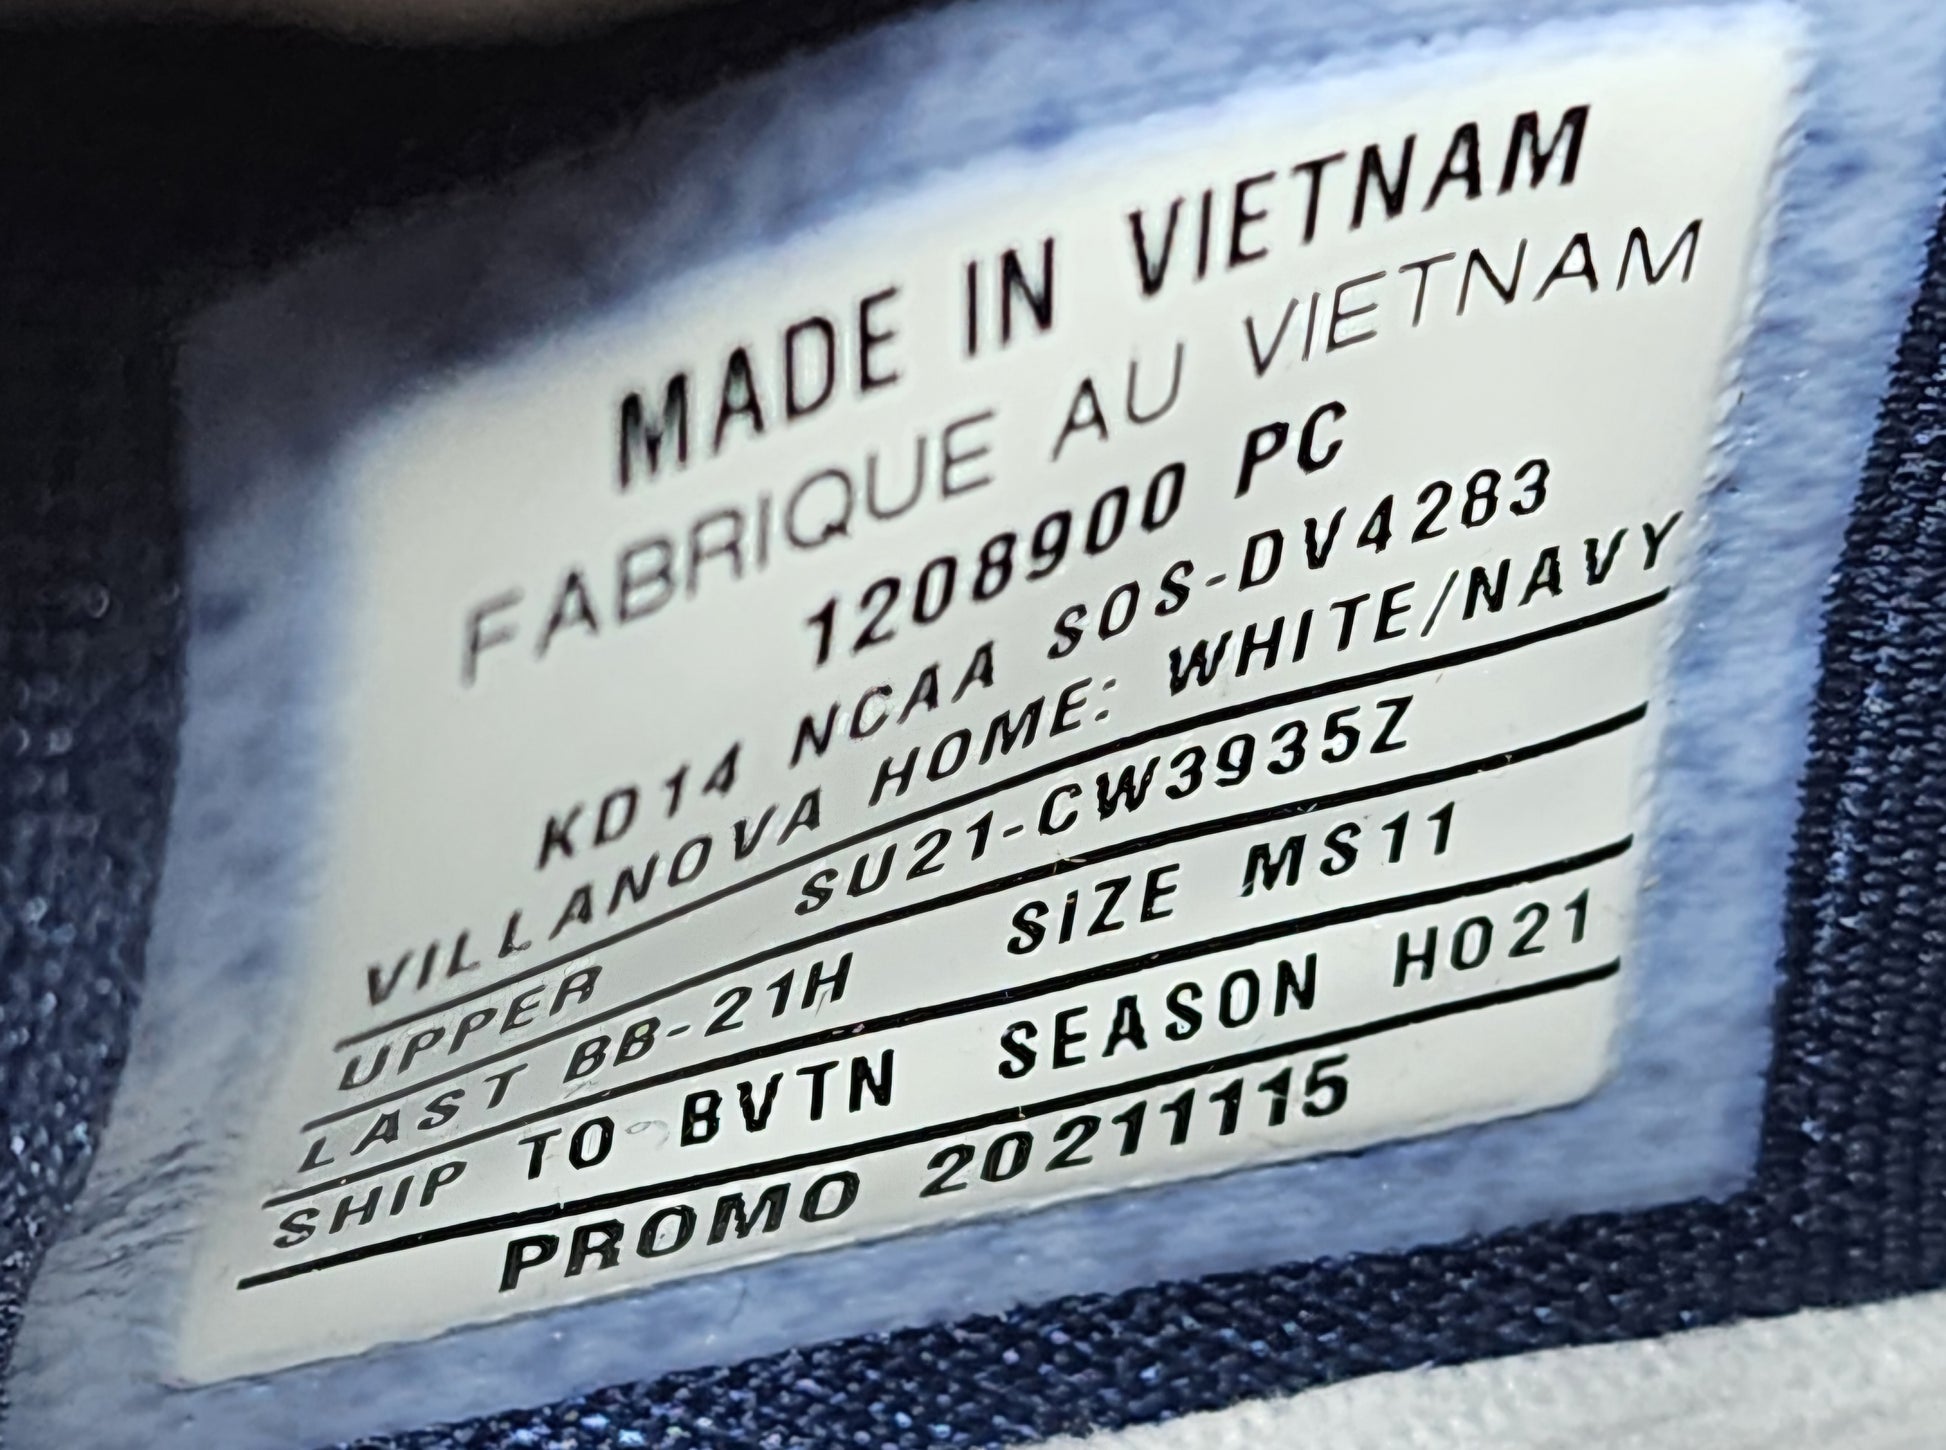 MADE IN VIETNAM
FABRIQUE AU VIETNAM
1208900 PC
KD14 NCAA SOS-DV4283
VILLANOVA HOME: WHITE/NAVY
UPPER SU21-CW3935Z
LAST BB-21H SIZE MS11
SHIP TO BVTN SEASON HO21
PROMO 20211115